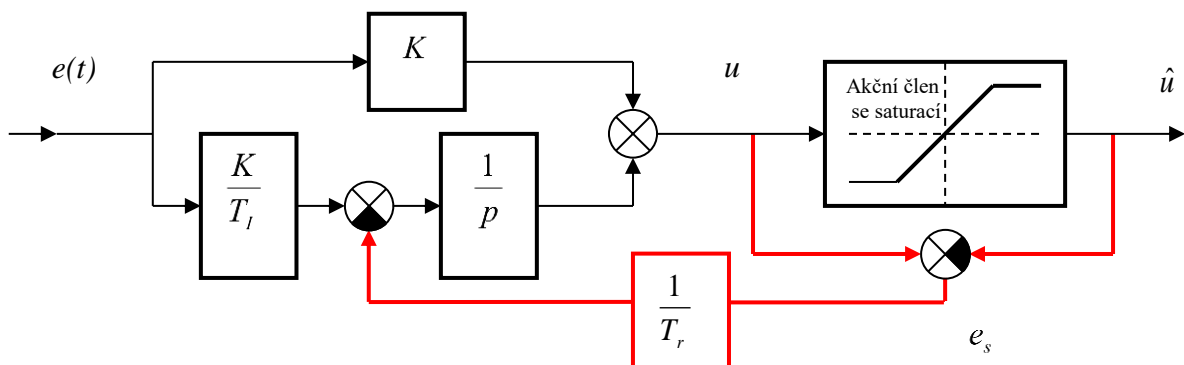 K
e(t)
u
û
Akční člen
se saturací
K
T_I
1
p
1
T_r
e_s